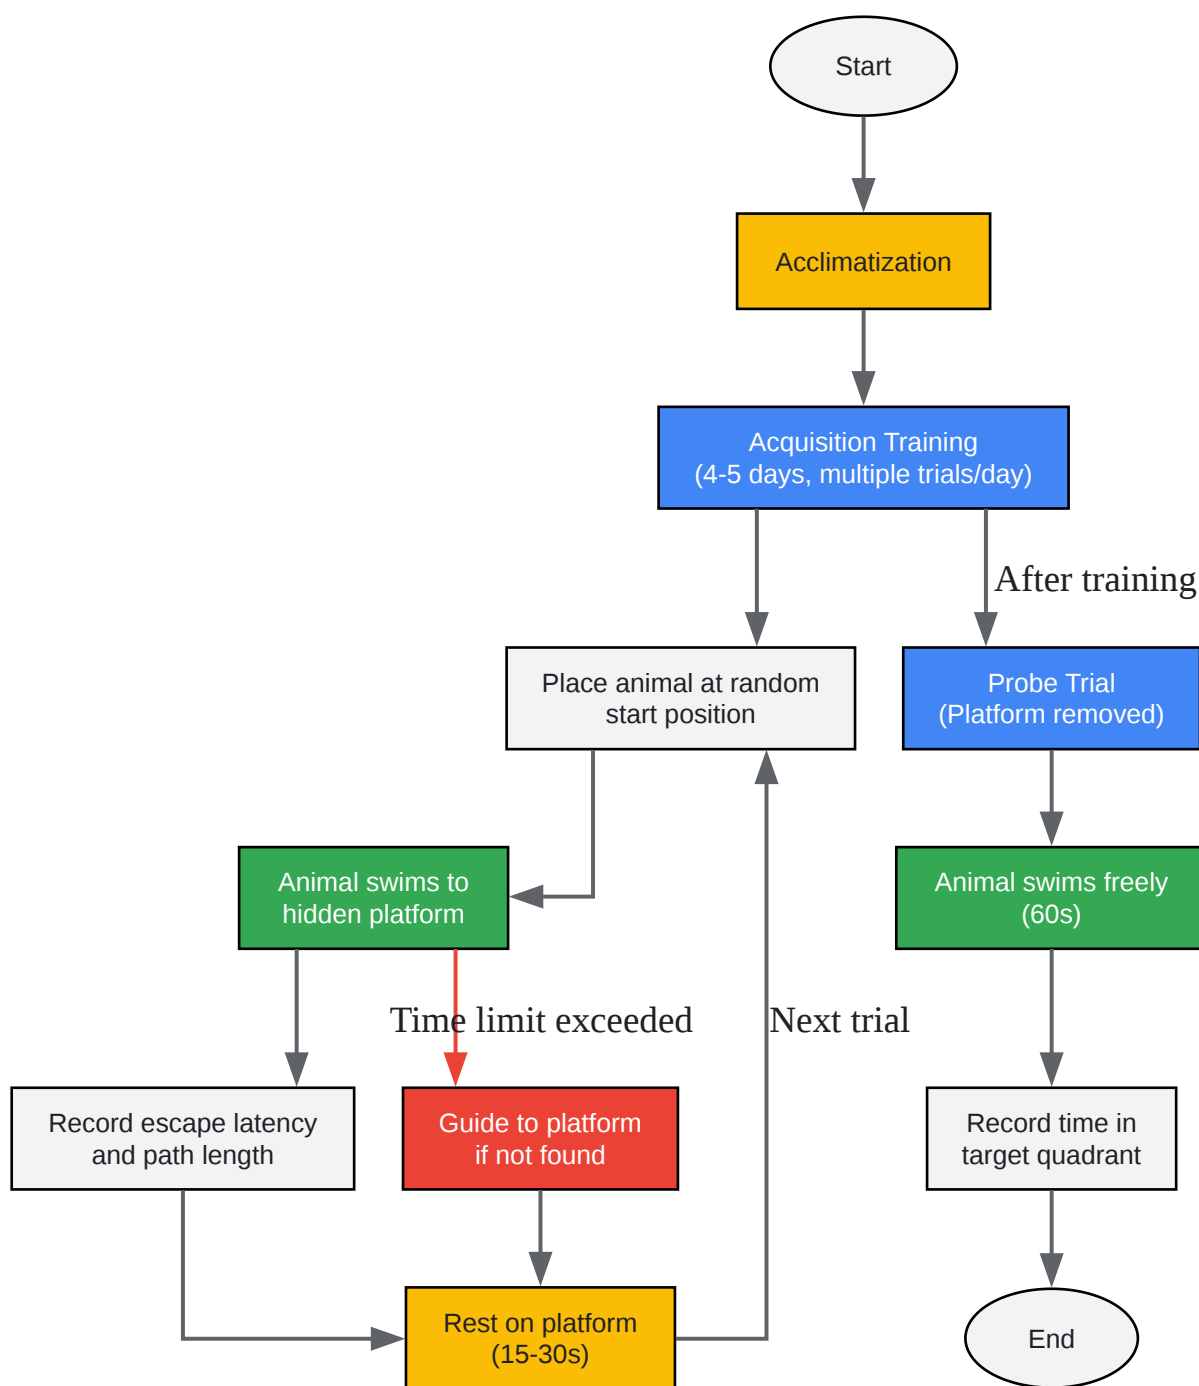 Start
Acclimatization
Acquisition Training
(4-5 days, multiple trials/day)
After training
Place animal at random
start position
Probe Trial
(Platform removed)
Animal swims to
hidden platform
Animal swims freely
(60s)
Time limit exceeded
Next trial
Record escape latency
and path length
Guide to platform
if not found
Record time in
target quadrant
Rest on platform
(15-30s)
End